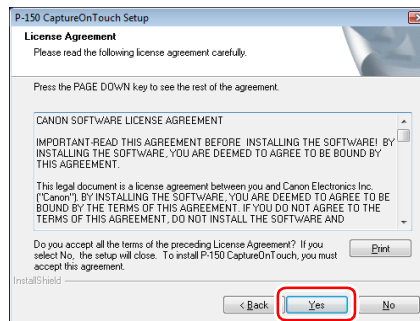 P-150 CaptureOnTouch Setup
License Agreement
Please read the following license agreement carefully.
Press the PAGE DOWN key to see the rest of the agreement.
CANON SOFTWARE LICENSE AGREEMENT
IMPORTANT-READ THIS AGREEMENT BEFORE INSTALLING THE SOFTWARE! BY
INSTALLING THE SOFTWARE, YOU ARE DEEMED TO AGREE TO BE BOUND BY
THIS AGREEMENT.
This legal document is a license agreement between you and Canon Electronics Inc.
("Canon"). BY INSTALLING THE SOFTWARE, YOU ARE DEEMED TO AGREE TO BE
BOUND BY THE TERMS OF THIS AGREEMENT. IF YOU DO NOT AGREE TO THE
TERMS OF THIS AGREEMENT, DO NOT INSTALL THE SOFTWARE AND
Do you accept all the terms of the preceding License Agreement? If you
select No, the setup will close. To install P-150 CaptureOnTouch, you must
accept this agreement.
Print
InstallShield
< Back
Yes
No